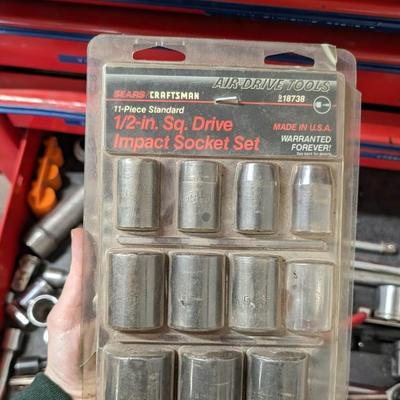 AIR-DRIVE TOOLS
SEARS / CRAFTSMAN
18738
11-Piece Standard
1/2-in. Sq. Drive
Impact Socket Set
MADE IN U.S.A.
WARRANTED
FOREVER!